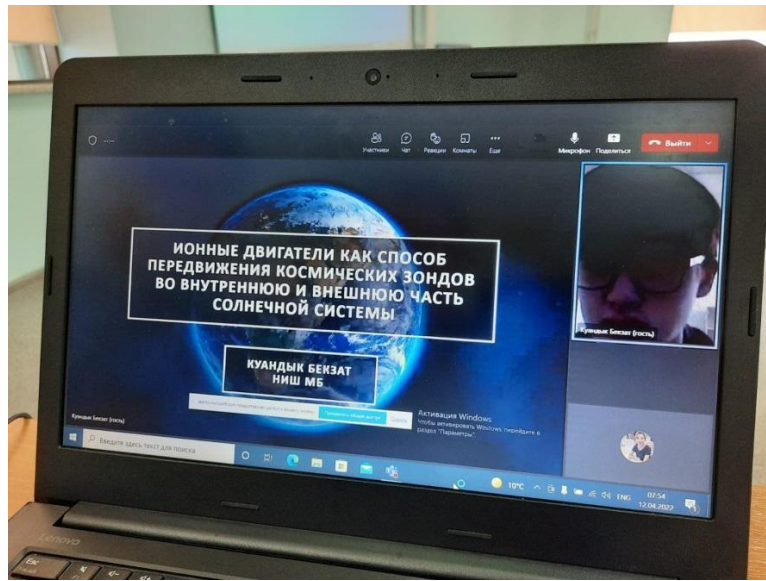 Участники
Чат
Реакции
Комнаты
Еще
Микрофон
Поделиться
Выйти
ИОННЫЕ ДВИГАТЕЛИ КАК СПОСОБ
ПЕРЕДВИЖЕНИЯ КОСМИЧЕСКИХ ЗОНДОВ
ВО ВНУТРЕННЮЮ И ВНЕШНЮЮ ЧАСТЬ
СОЛНЕЧНОЙ СИСТЕМЫ
Куандык Бекзат (гость)
КУАНДЫК БЕКЗАТ
НИШ МБ
Куандык Бекзат (гость)
Активация Windows
Чтобы активировать Windows, перейдите в
раздел "Параметры".
Введите здесь текст для поиска
10°C
ENG
07:54
12.04.2022
Lenovo
Esc